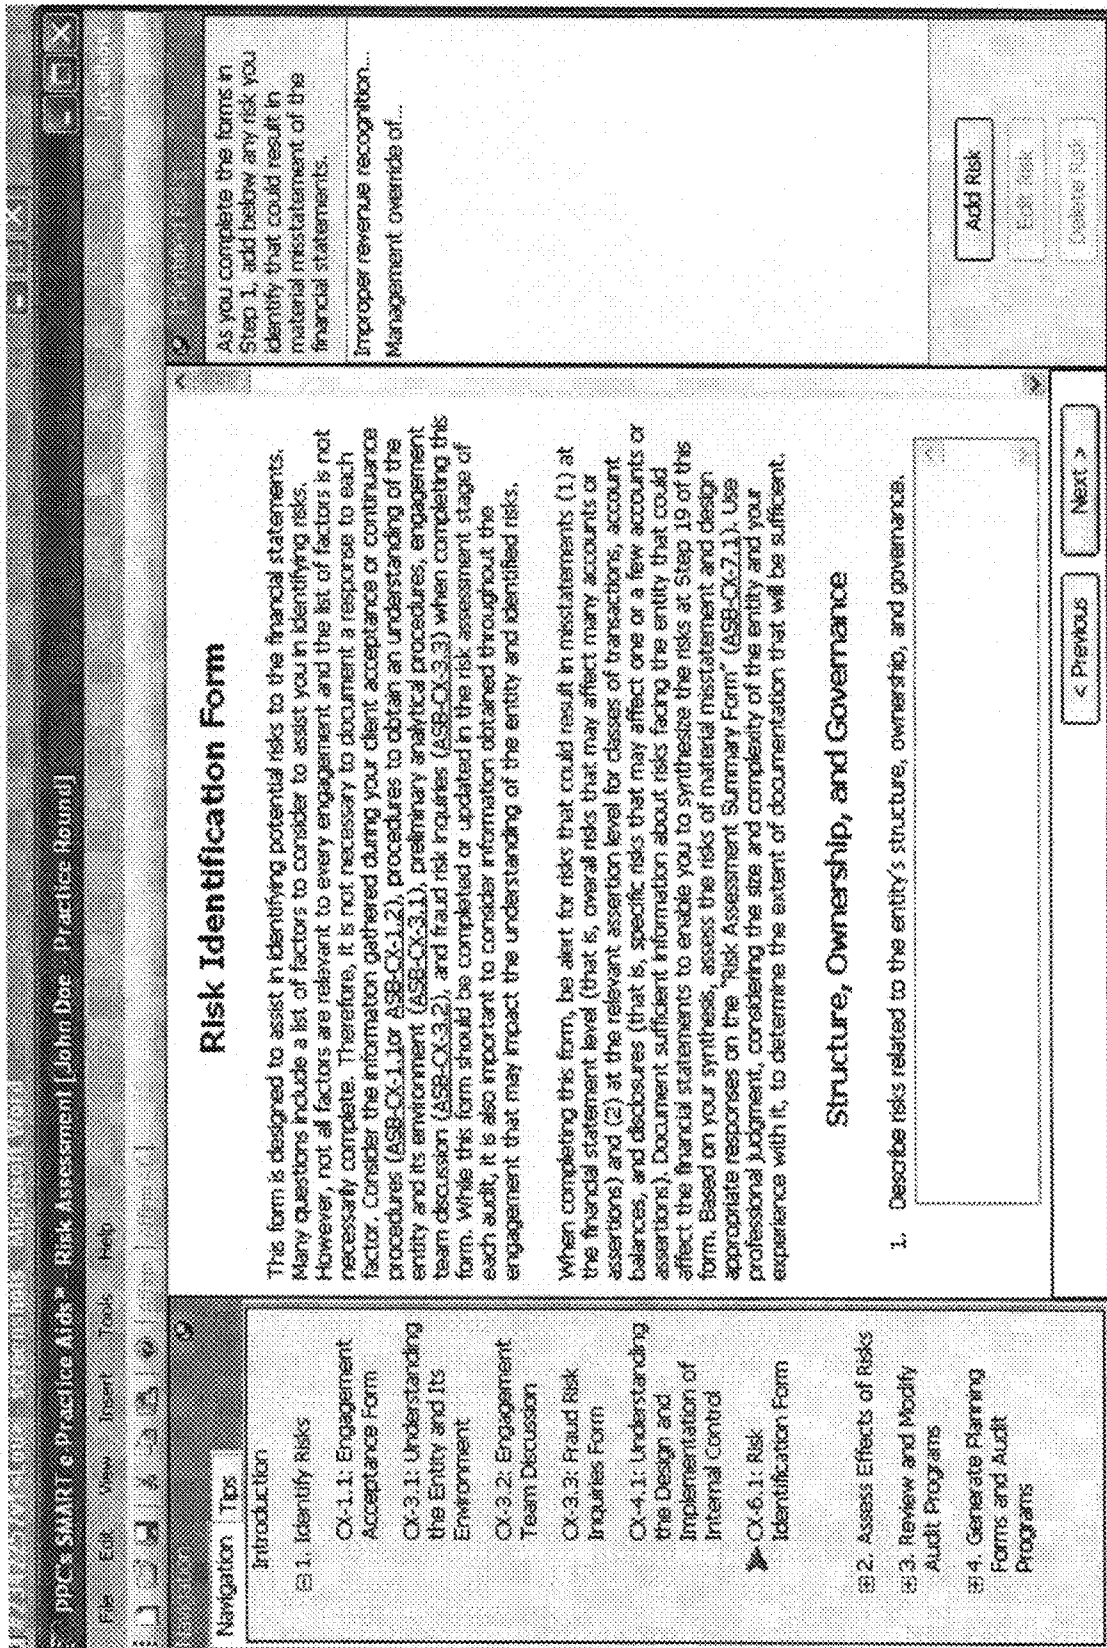 PPC's SMART e-Practice Aids™ - Risk Assessment [John Doe - Practice Round]
File Edit View Insert Tools Help
Navigation Tips
Introduction
1. Identify Risks
CX-1.1: Engagement
Acceptance Form
CX-3.1: Understanding
the Entity and Its
Environment
CX-3.2: Engagement
Team Discussion
CX-3.3: Fraud Risk
Inquiries Form
CX-4.1: Understanding
the Design and
Implementation of
Internal Control
CX-6.1: Risk
Identification Form
2. Assess Effects of Risks
3. Review and Modify
Audit Programs
4. Generate Planning
Forms and Audit
Programs
Risk Identification Form
This form is designed to assist in identifying potential risks to the financial statements.
Many questions include a list of factors to consider to assist you in identifying risks.
However, not all factors are relevant to every engagement and the list of factors is not
necessarily complete. Therefore, it is not necessary to document a response to each
factor. Consider the information gathered during your client acceptance or continuance
procedures (ASB-CX-1.1 or ASB-CX-1.2), procedures to obtain an understanding of the
entity and its environment (ASB-CX-3.1), preliminary analytical procedures, engagement
team discussion (ASB-CX-3.2), and fraud risk inquiries (ASB-CX-3.3) when completing this
form. While this form should be completed or updated in the risk assessment stage of
each audit, it is also important to consider information obtained throughout the
engagement that may impact the understanding of the entity and identified risks.
When completing this form, be alert for risks that could result in misstatements (1) at
the financial statement level (that is, overall risks that may affect many accounts or
assertions) and (2) at the relevant assertion level for classes of transactions, account
balances, and disclosures (that is, specific risks that may affect one or a few accounts or
assertions). Document sufficient information about risks facing the entity that could
affect the financial statements to enable you to synthesize the risks at Step 19 of this
form. Based on your synthesis, assess the risks of material misstatement and design
appropriate responses on the "Risk Assessment Summary Form" (ASB-CX-7.1). Use
professional judgment, considering the size and complexity of the entity and your
experience with it, to determine the extent of documentation that will be sufficient.
Structure, Ownership, and Governance
1. Describe risks related to the entity's structure, ownership, and governance.
< Previous Next >
As you complete the forms in
Step 1, add below any risk you
identify that could result in
material misstatement of the
financial statements.
Improper revenue recognition...
Management override of...
Add Risk
Edit Risk
Delete Risk